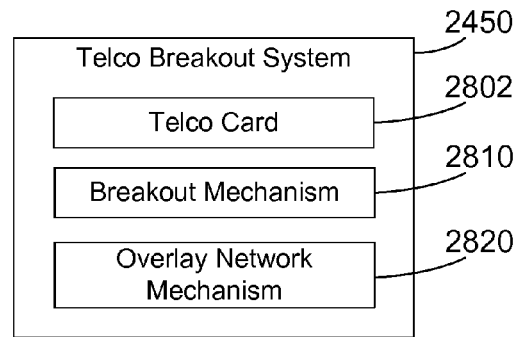 2450
Telco Breakout System
2802
Telco Card
2810
Breakout Mechanism
2820
Overlay Network
Mechanism